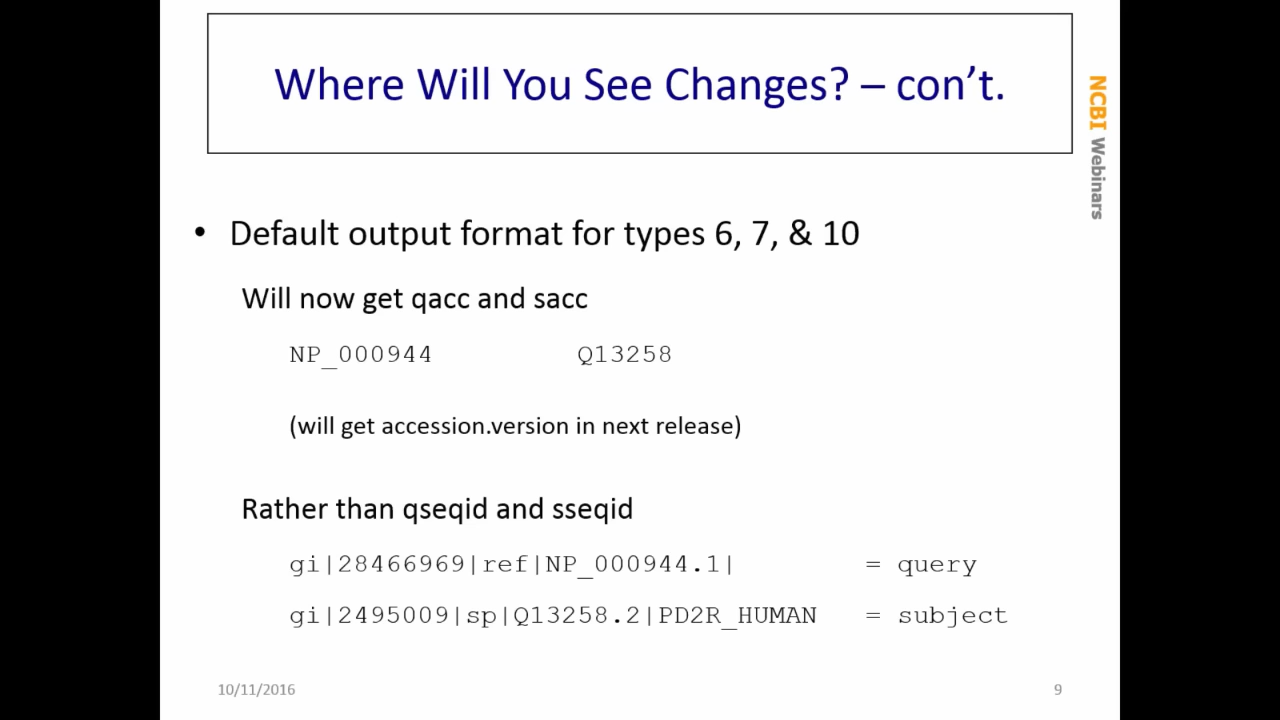 Where Will You See Changes? – con’t.
NCBI Webinars
• Default output format for types 6, 7, & 10
Will now get qacc and sacc
NP_000944 Q13258
(will get accession.version in next release)
Rather than qseqid and sseqid
gi|28466969|ref|NP_000944.1| = query
gi|2495009|sp|Q13258.2|PD2R_HUMAN = subject
10/11/2016 9